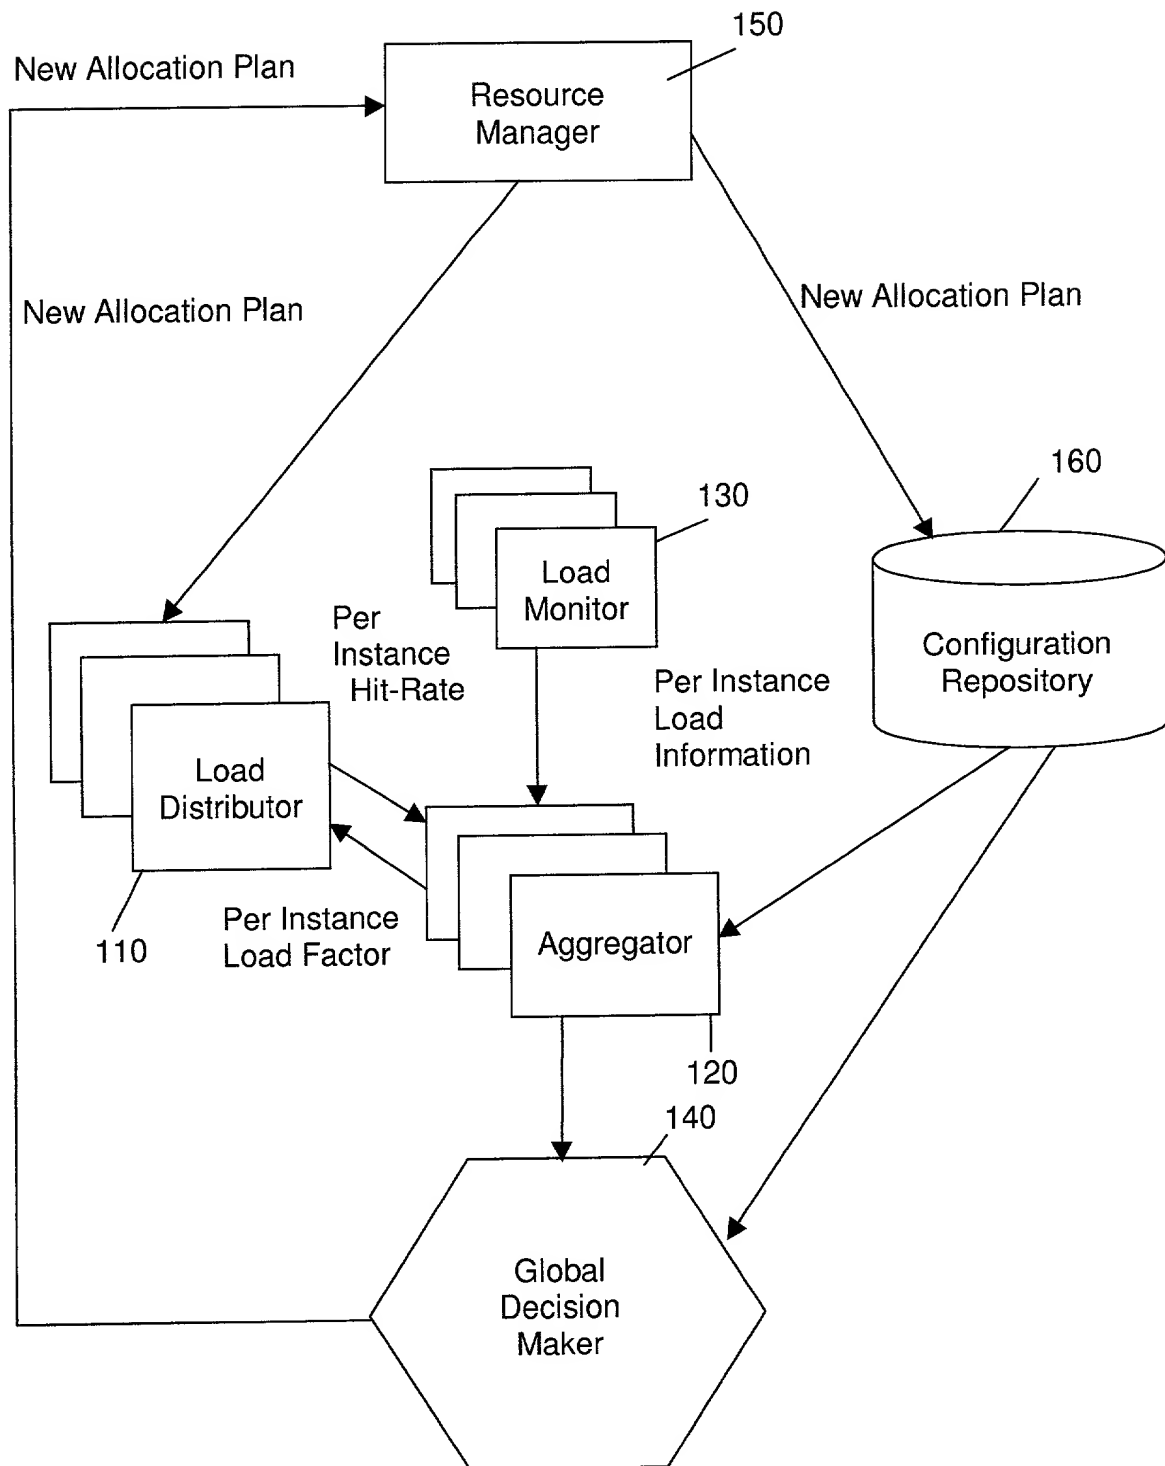 150
New Allocation Plan
Resource
Manager
New Allocation Plan
New Allocation Plan
160
130
Load
Monitor
Per
Instance
Hit-Rate
Configuration
Repository
Per Instance
Load
Information
Load
Distributor
Per Instance
Load Factor
110
Aggregator
120
140
Global
Decision
Maker